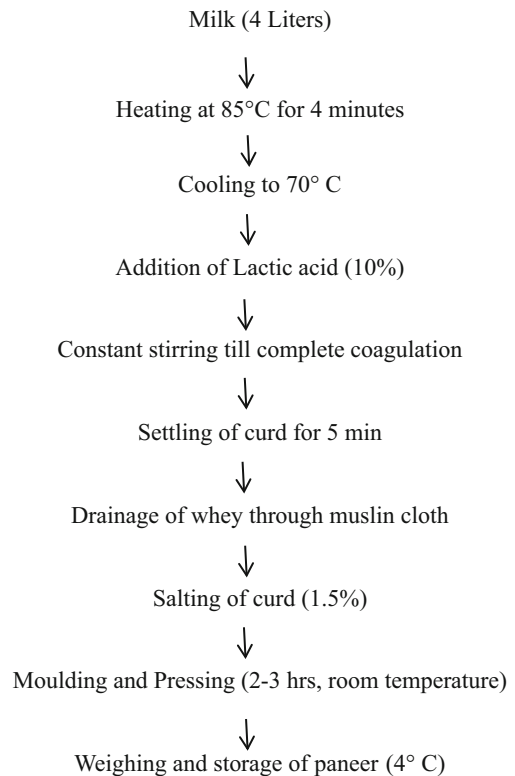 Milk (4 Liters)
Heating at 85°C for 4 minutes
Cooling to 70° C
Addition of Lactic acid (10%)
Constant stirring till complete coagulation
Settling of curd for 5 min
Drainage of whey through muslin cloth
Salting of curd (1.5%)
Moulding and Pressing (2-3 hrs, room temperature)
Weighing and storage of paneer (4° C)